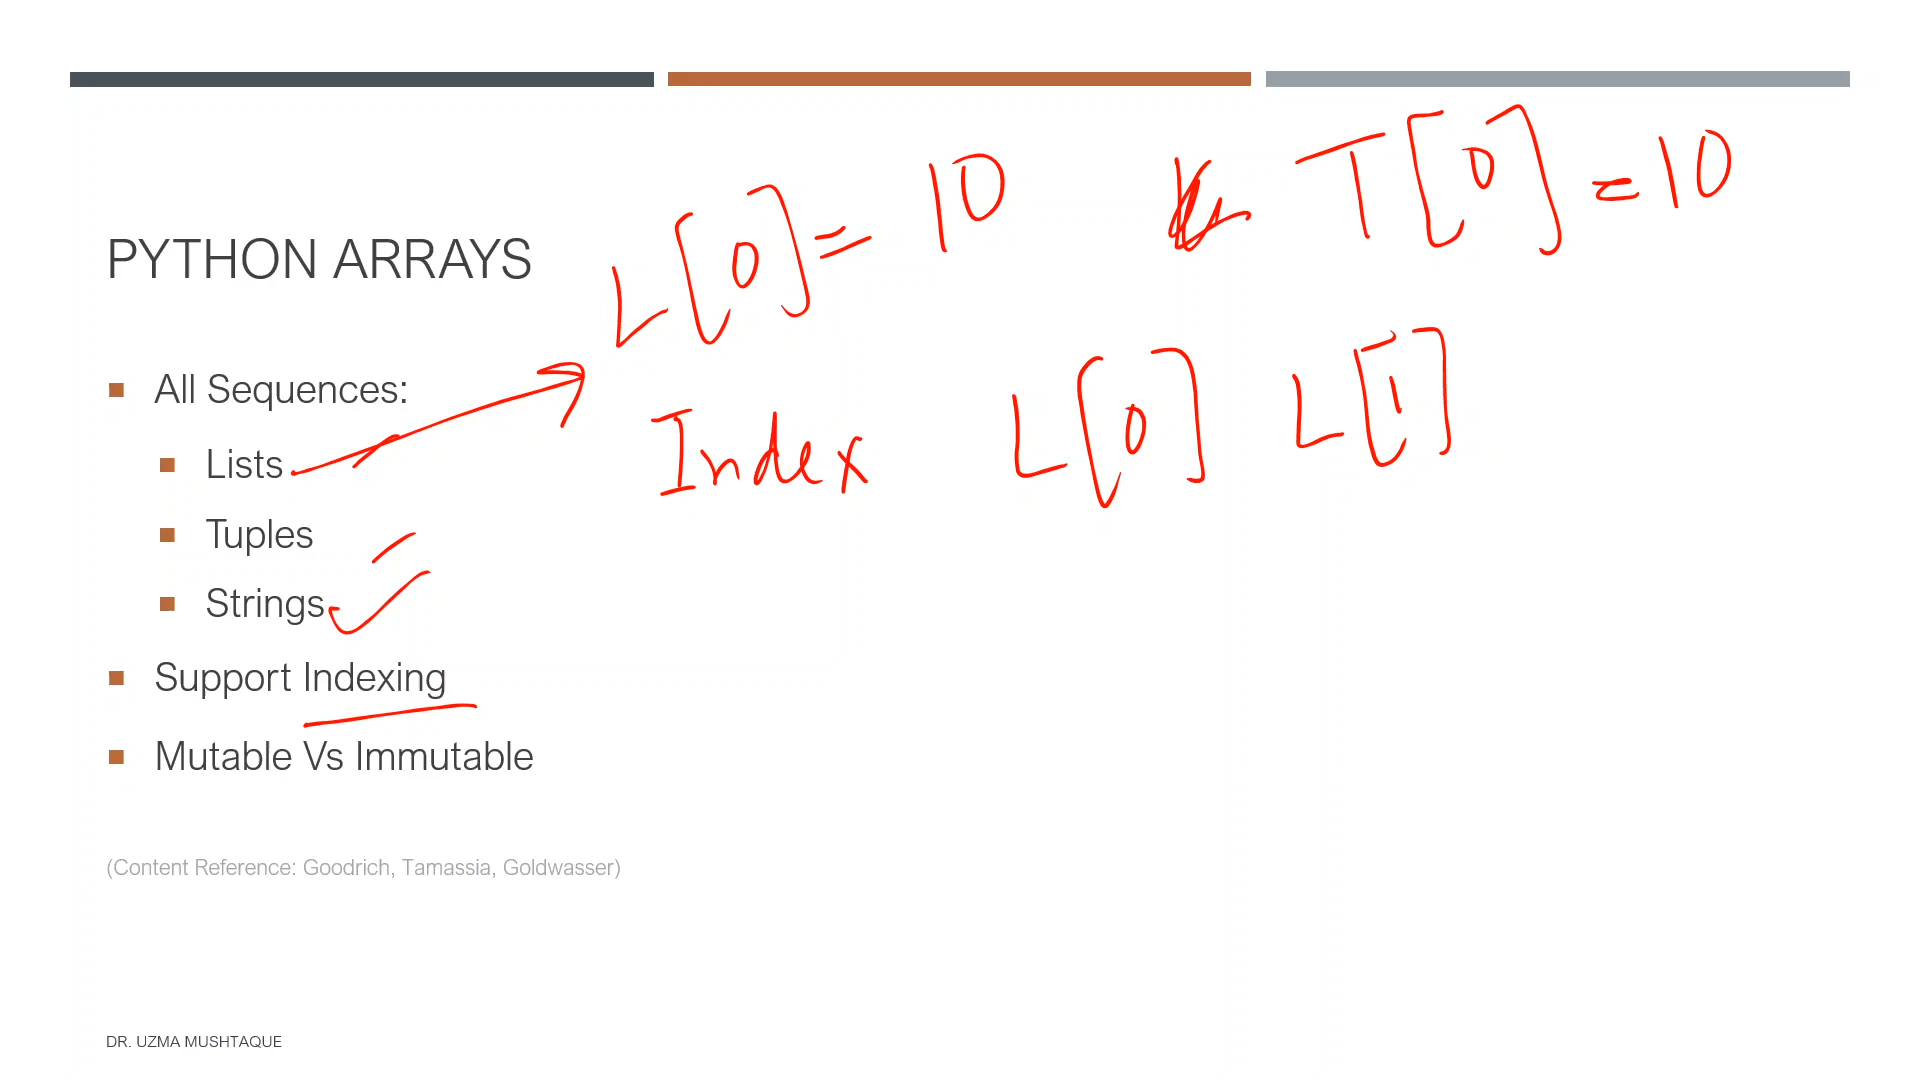 L[0] = 10
T[0] = 10
PYTHON ARRAYS
All Sequences:
Index L[0] L[1]
Lists
Tuples
Strings
Support Indexing
Mutable Vs Immutable
(Content Reference: Goodrich, Tamassia, Goldwasser)
DR. UZMA MUSHTAQUE